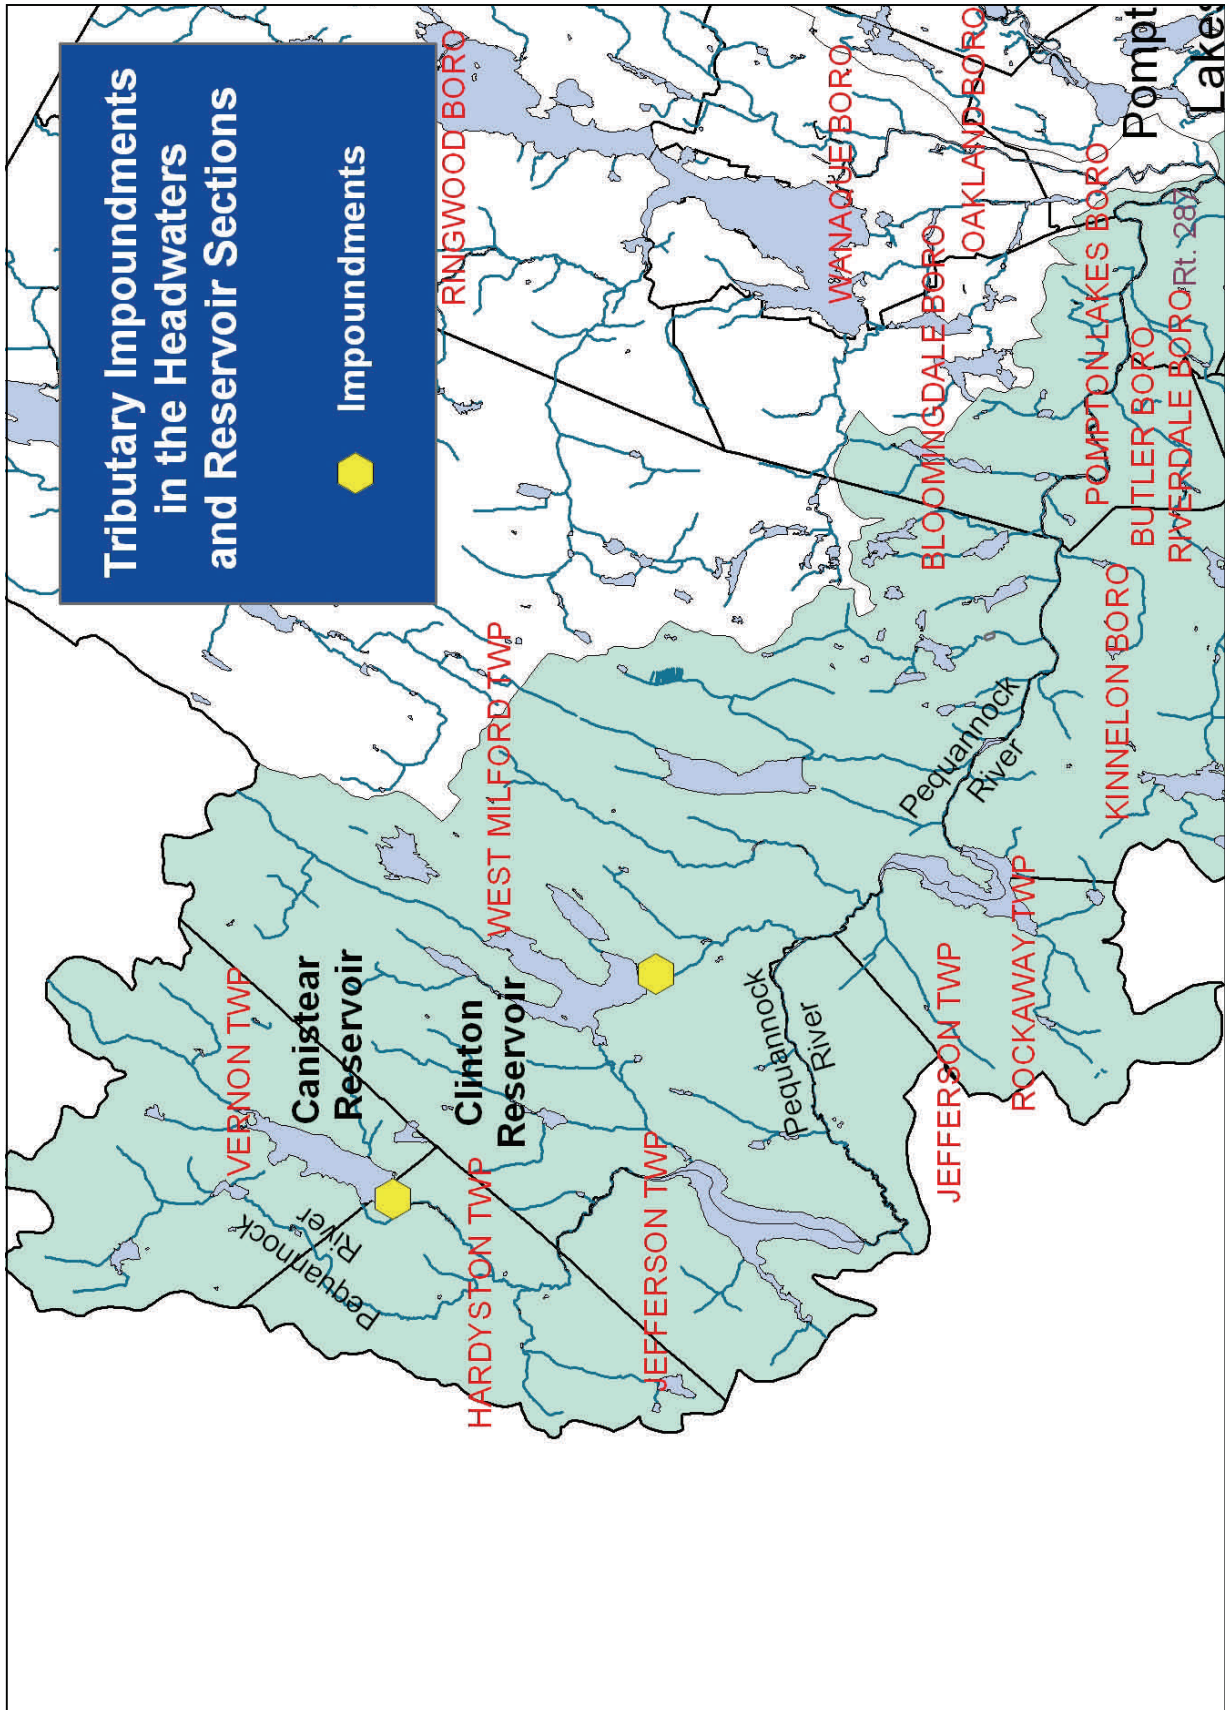 Tributary Impoundments
in the Headwaters
and Reservoir Sections
Impoundments
RINGWOOD BORO
WANAQUE BORO
OAKLAND BORO
Pompt
Lakes
BLOOMINGDALE BORO
POMPTON LAKES BORO
BUTLER BORO
RIVERDALE BORO
Rt. 287
WEST MILFORD TWP
KINNELON BORO
Pequannock
River
VERNON TWP
Canistear
Reservoir
Clinton
Reservoir
Pequannock
River
JEFFERSON TWP
ROCKAWAY TWP
Pequannock
River
HARDYSTON TWP
JEFFERSON TWP